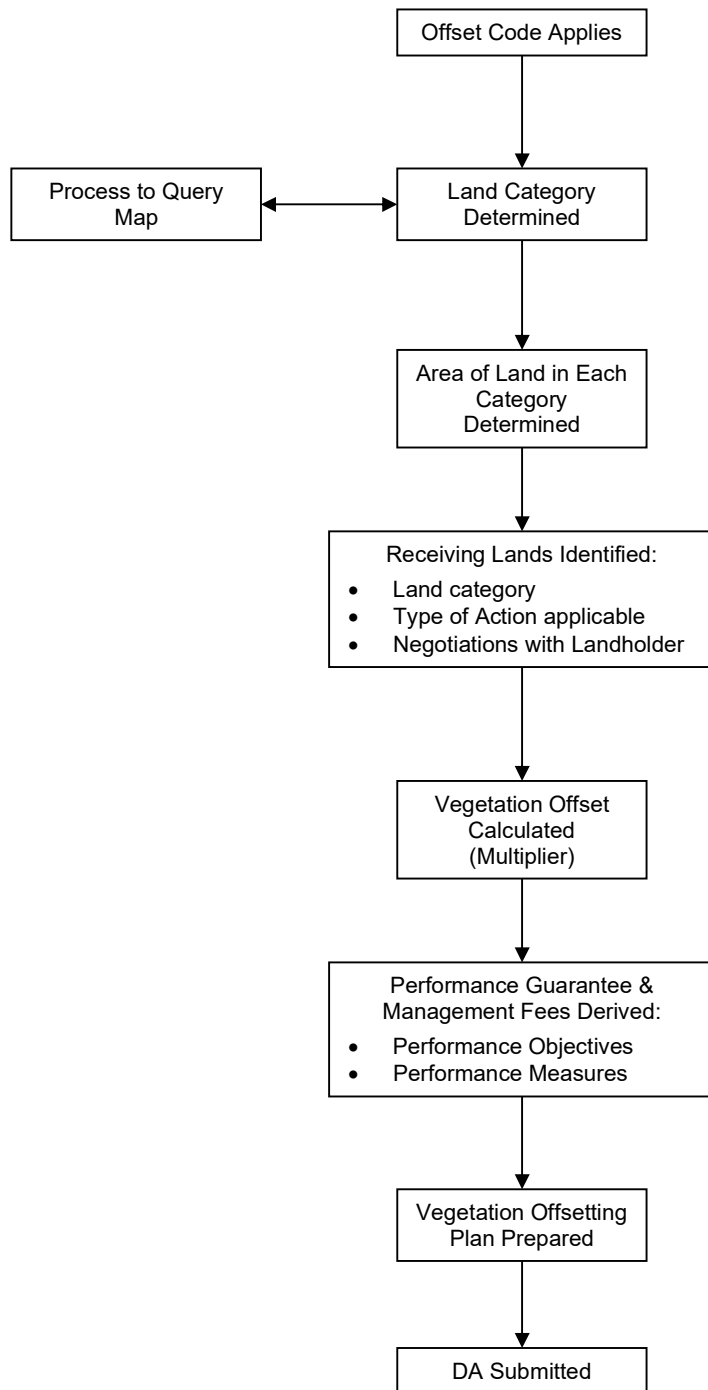 Offset Code Applies
Process to Query
Map
Land Category
Determined
Area of Land in Each
Category
Determined
Receiving Lands Identified:
• Land category
• Type of Action applicable
• Negotiations with Landholder
Vegetation Offset
Calculated
(Multiplier)
Performance Guarantee &
Management Fees Derived:
• Performance Objectives
• Performance Measures
Vegetation Offsetting
Plan Prepared
DA Submitted